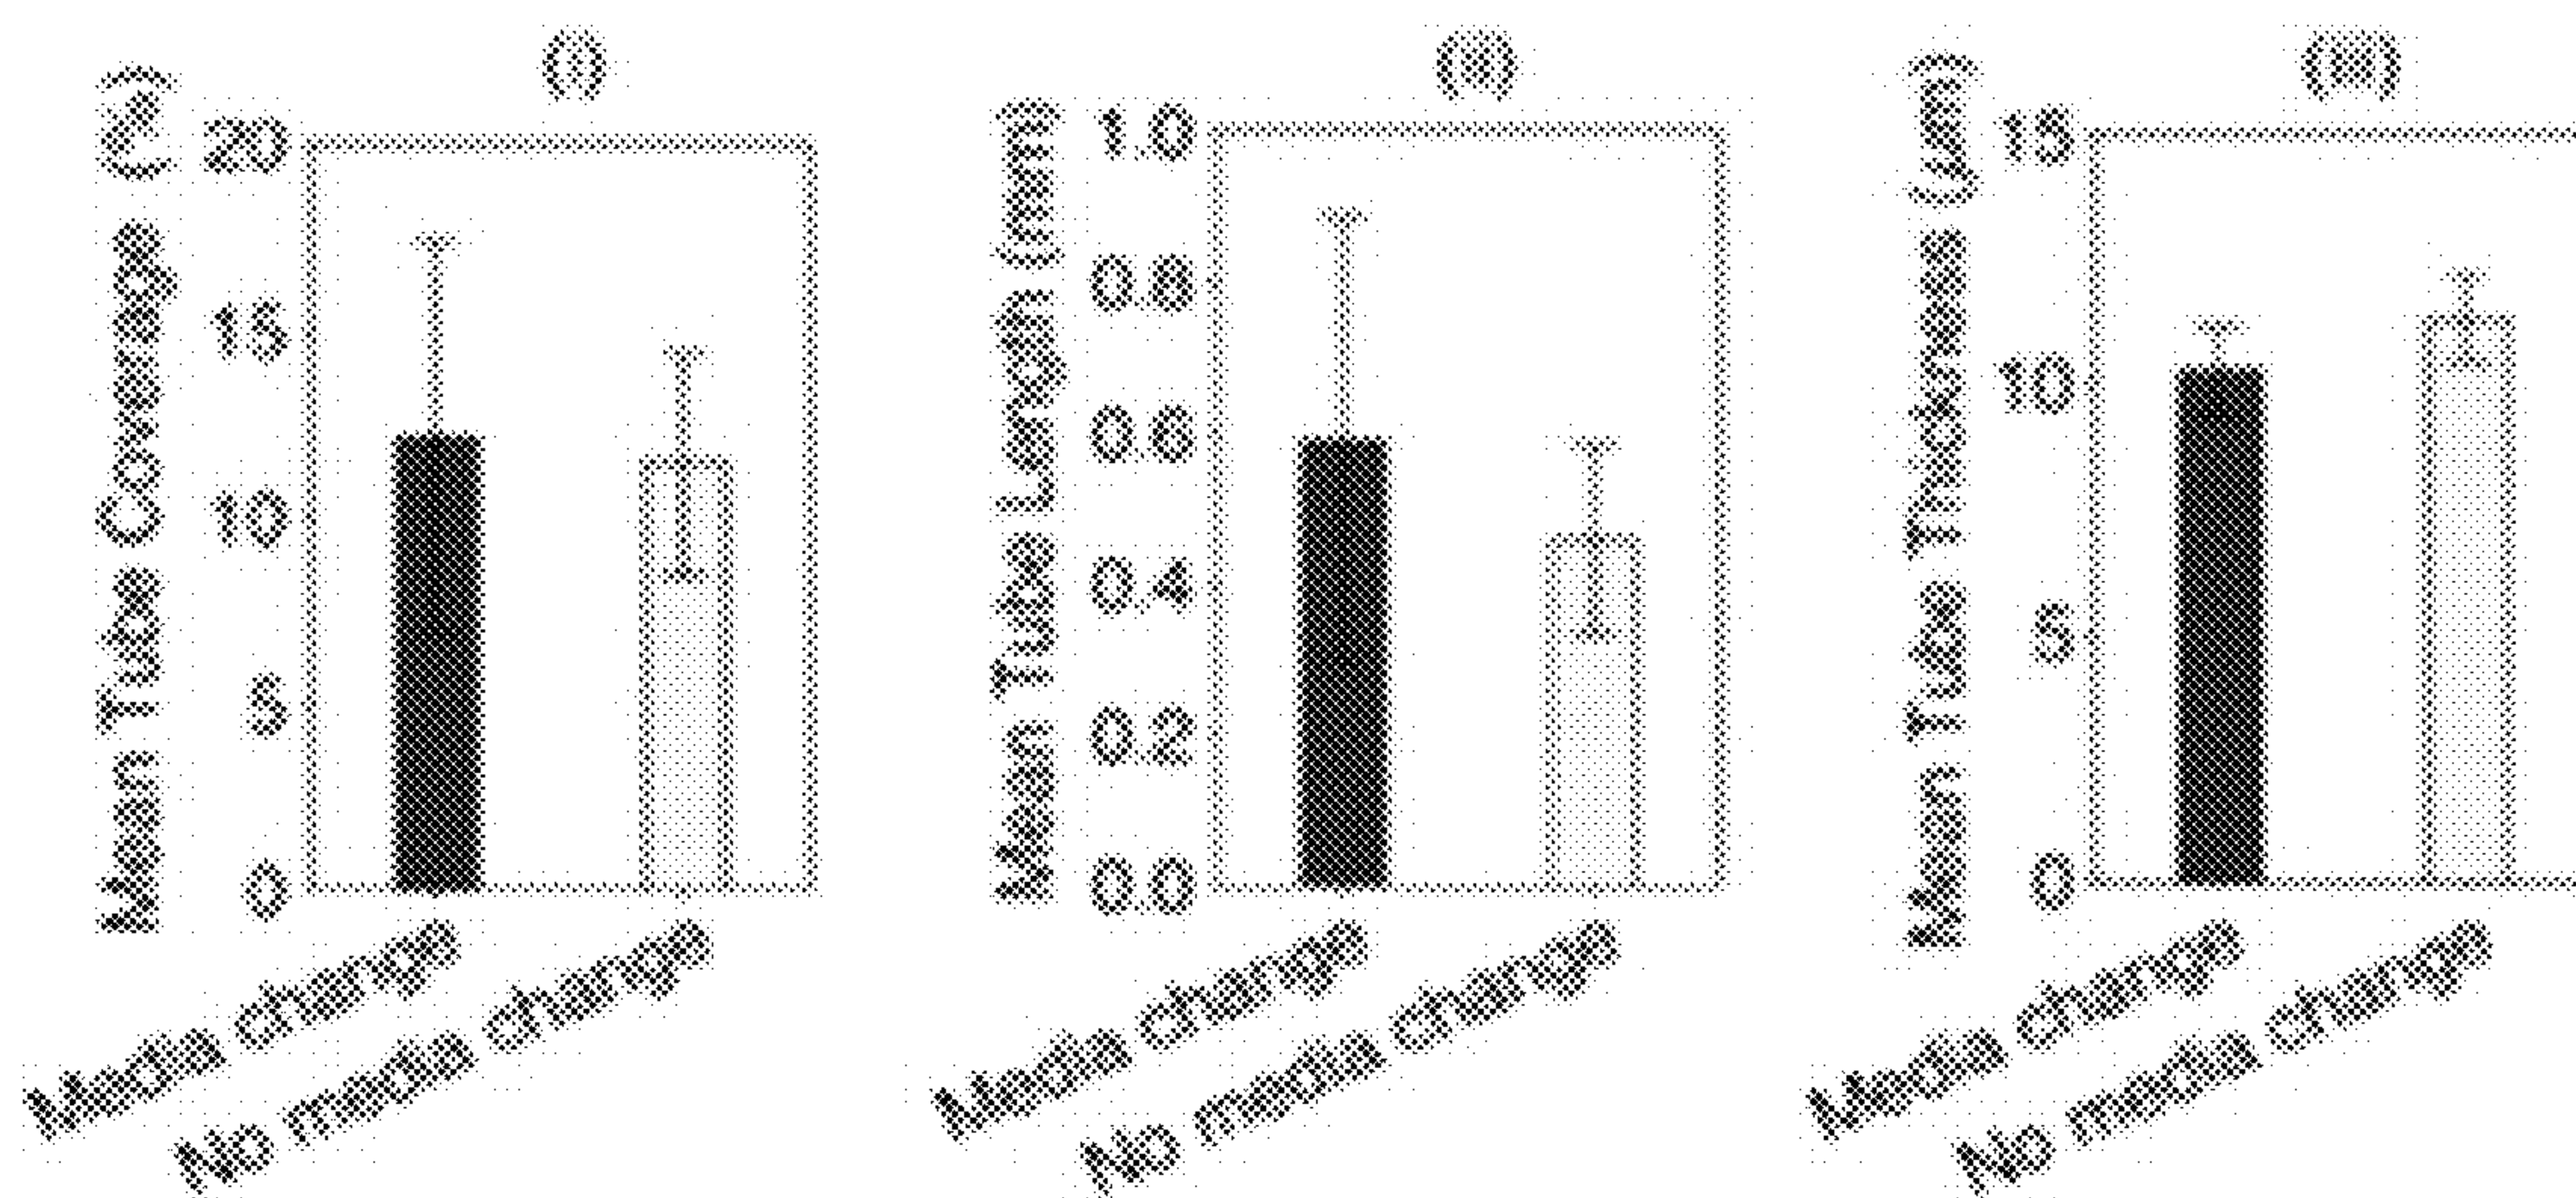 (i)
Mean Tube Coverage (%)
20
15
10
5
0
Media change
No media change
(ii)
Mean Tube Length (mm)
1.0
0.8
0.6
0.4
0.2
0.0
Media change
No media change
(iii)
Mean Tube Thickness (µm)
15
10
5
0
Media change
No media change